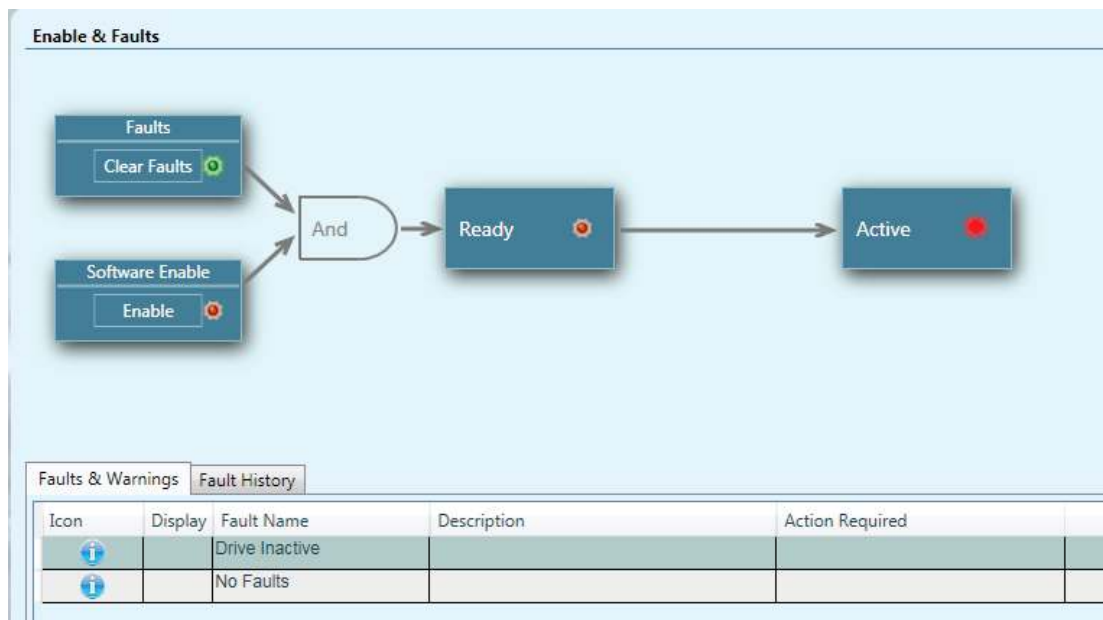 Enable & Faults
Faults
Clear Faults
And
Ready
Active
Software Enable
Enable
Faults & Warnings Fault History
Icon Display Fault Name Description Action Required
Drive Inactive
No Faults